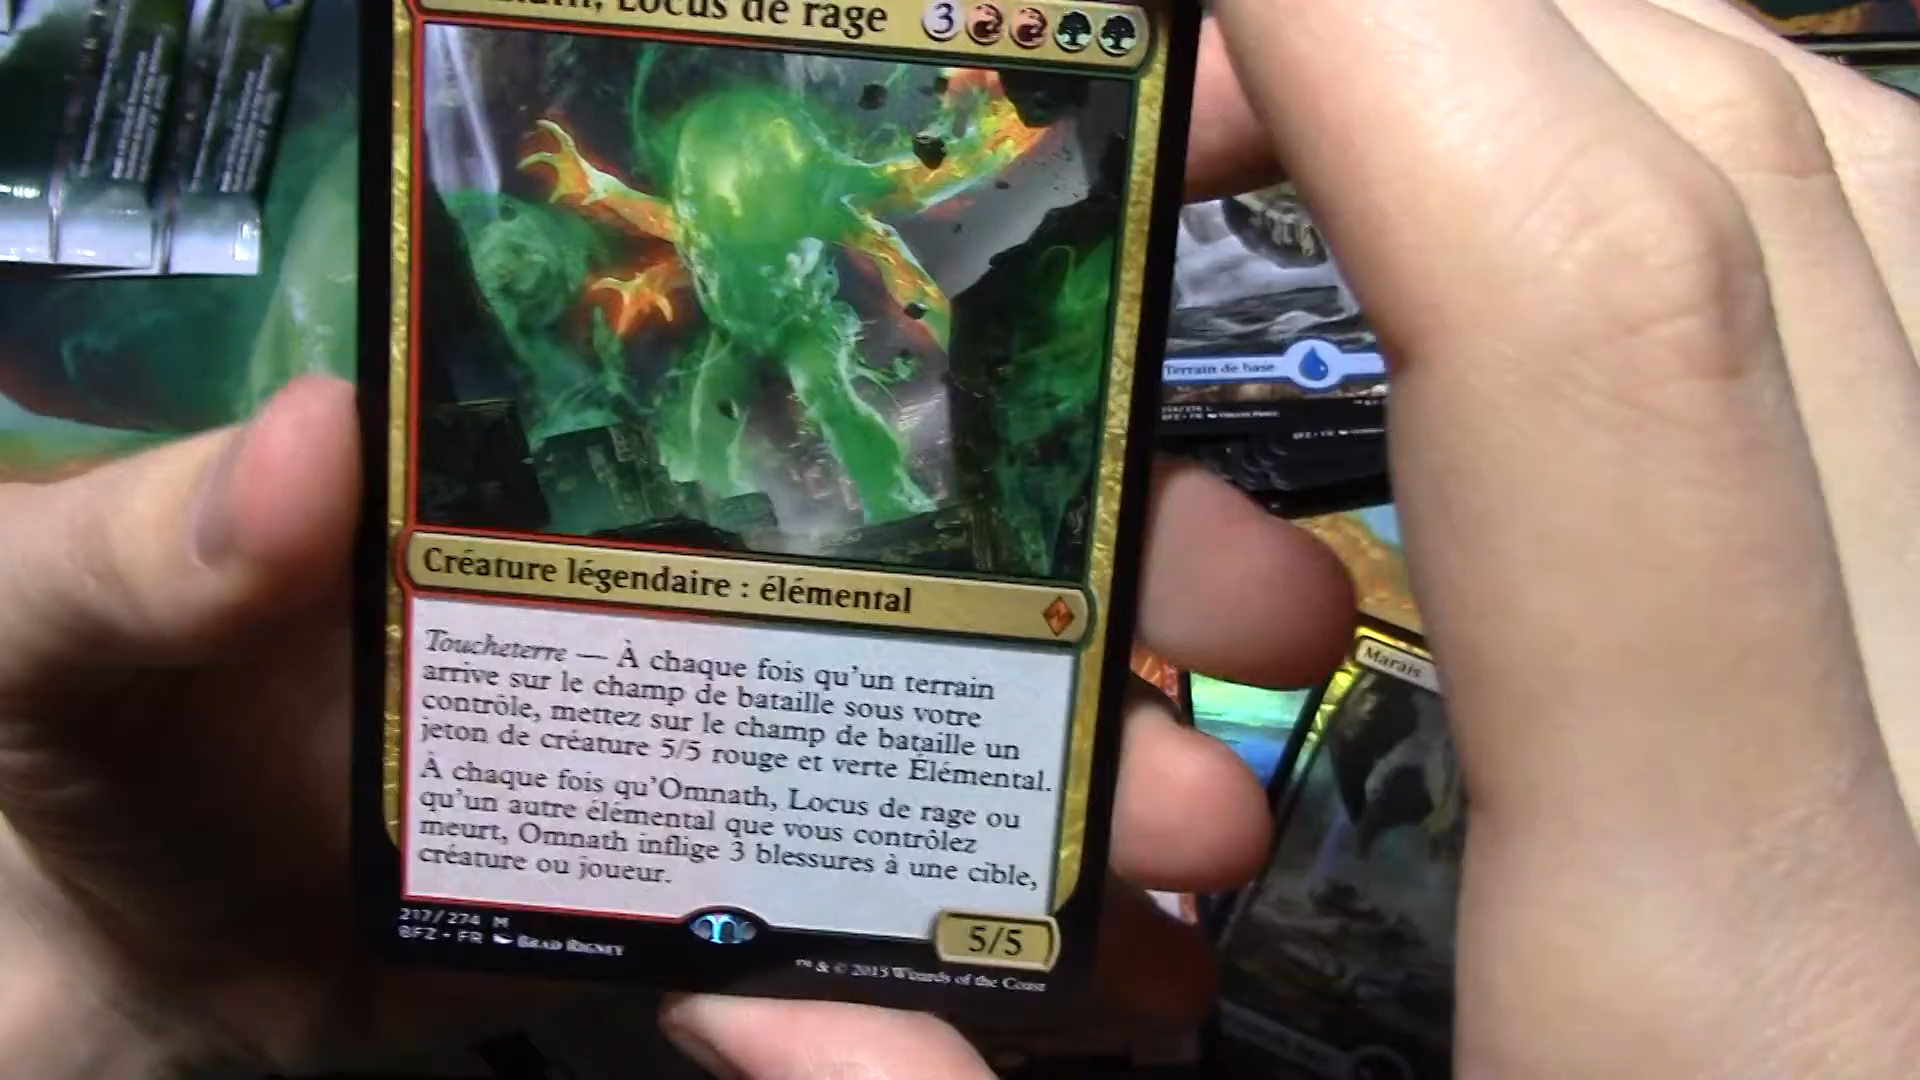 Locus de rage 3
Créature légendaire : élémental
Toucheterre — À chaque fois qu'un terrain
arrive sur le champ de bataille sous votre
contrôle, mettez sur le champ de bataille un
jeton de créature 5/5 rouge et verte Élémental.
À chaque fois qu'Omnath, Locus de rage ou
qu'un autre élémental que vous contrôlez
meurt, Omnath inflige 3 blessures à une cible,
créature ou joueur.
217/274 M
BFZ • FR Brad Rigney
5/5
™ & © 2015 Wizards of the Coast
Terrain de base
Marais